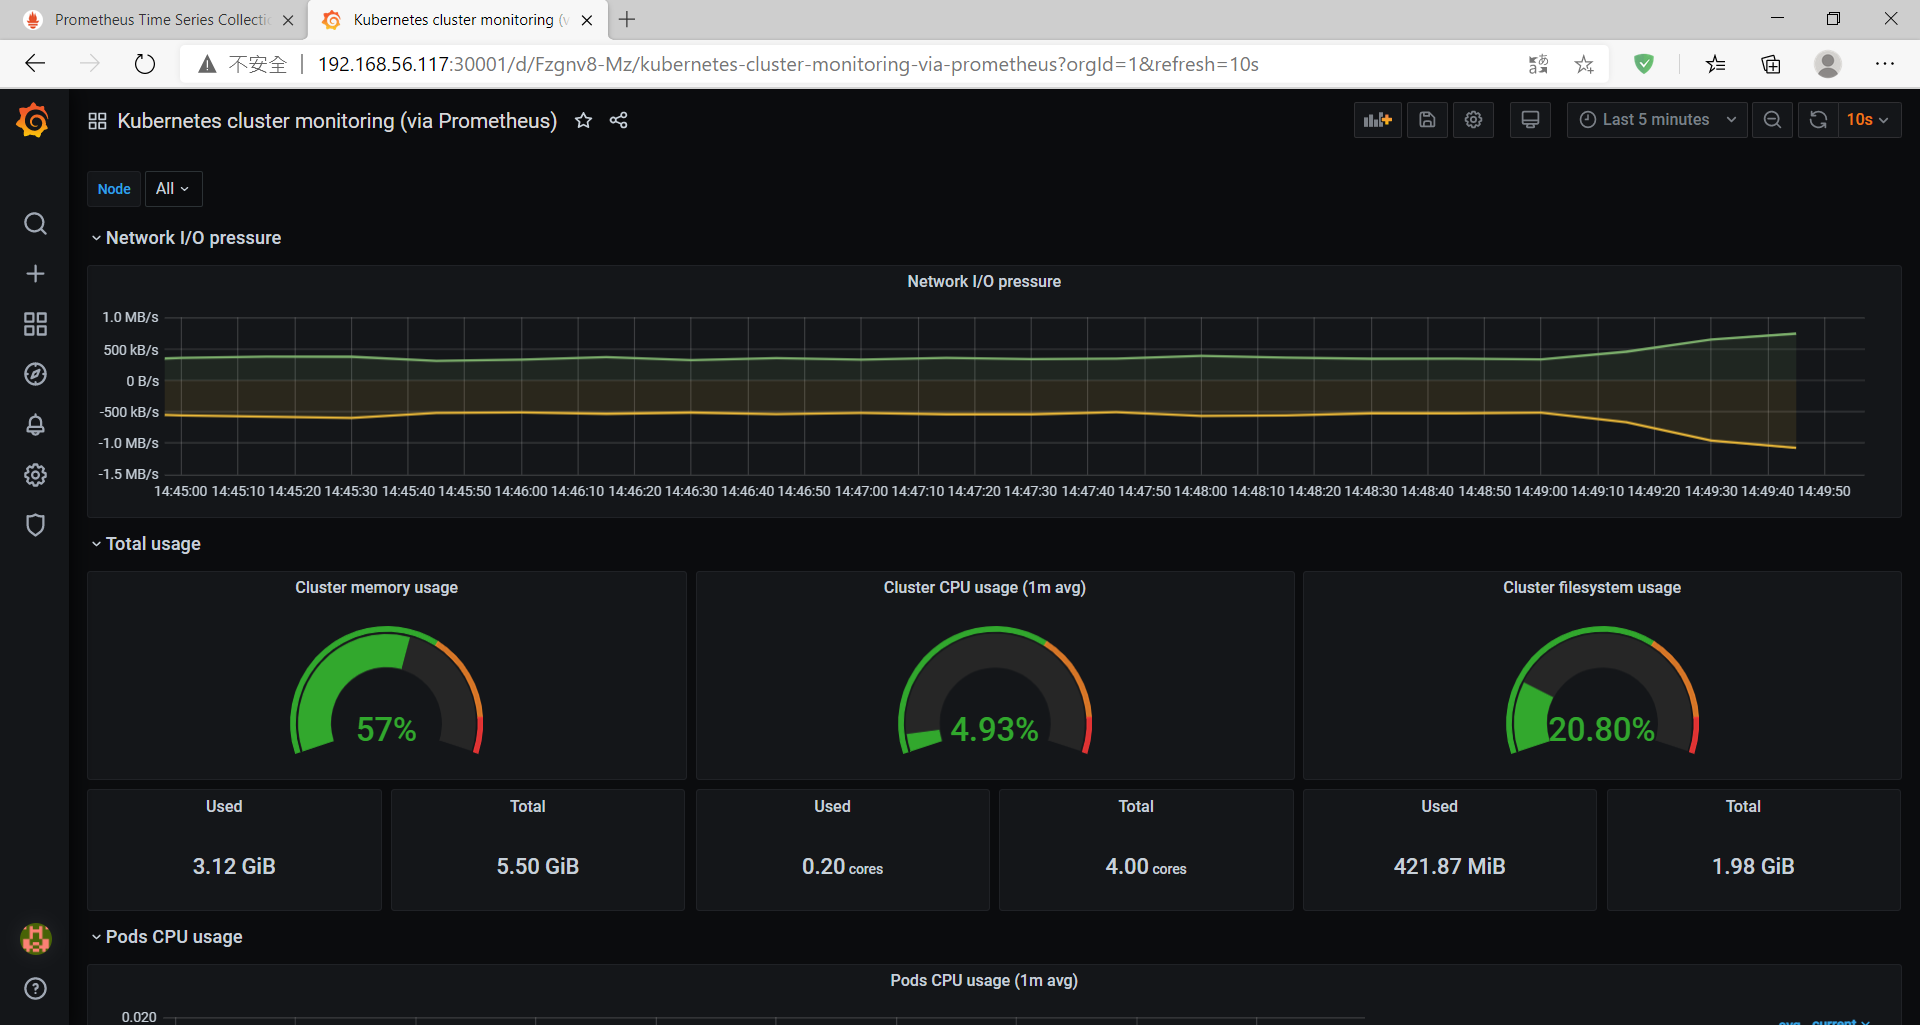 Prometheus Time Series Collecti
Kubernetes cluster monitoring (v
不安全 192.168.56.117:30001/d/Fzgnv8-Mz/kubernetes-cluster-monitoring-via-prometheus?orgId=1&refresh=10s
Kubernetes cluster monitoring (via Prometheus)
Last 5 minutes
10s
Node All
Network I/O pressure
Network I/O pressure
1.0 MB/s
500 kB/s
0 B/s
-500 kB/s
-1.0 MB/s
-1.5 MB/s
14:45:00 14:45:10 14:45:20 14:45:30 14:45:40 14:45:50 14:46:00 14:46:10 14:46:20 14:46:30 14:46:40 14:46:50 14:47:00 14:47:10 14:47:20 14:47:30 14:47:40 14:47:50 14:48:00 14:48:10 14:48:20 14:48:30 14:48:40 14:48:50 14:49:00 14:49:10 14:49:20 14:49:30 14:49:40 14:49:50
Total usage
Cluster memory usage
57%
Cluster CPU usage (1m avg)
4.93%
Cluster filesystem usage
20.80%
Used
3.12 GiB
Total
5.50 GiB
Used
0.20 cores
Total
4.00 cores
Used
421.87 MiB
Total
1.98 GiB
Pods CPU usage
Pods CPU usage (1m avg)
0.020
avg current